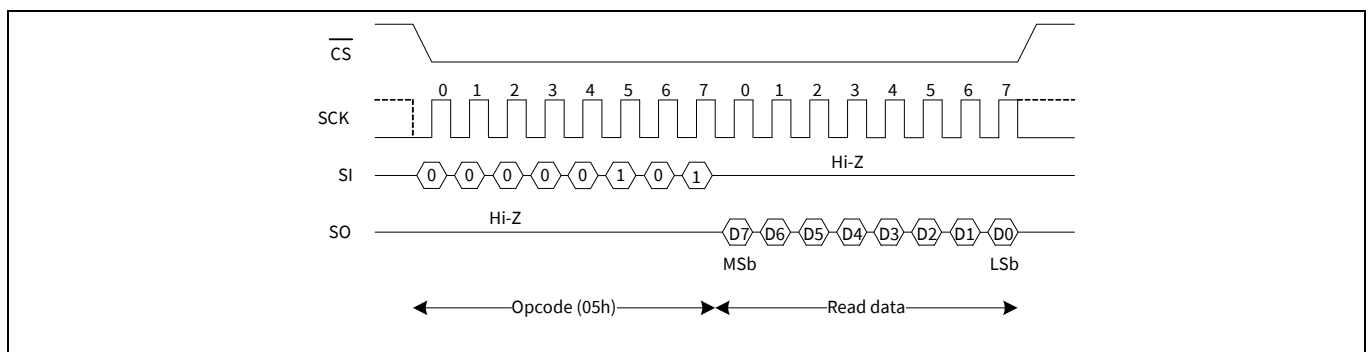 CS
0 1 2 3 4 5 6 7 0 1 2 3 4 5 6 7
SCK
Hi-Z
SI 0 0 0 0 0 1 0 1
Hi-Z
SO D7 D6 D5 D4 D3 D2 D1 D0
MSb LSb
Opcode (05h) Read data